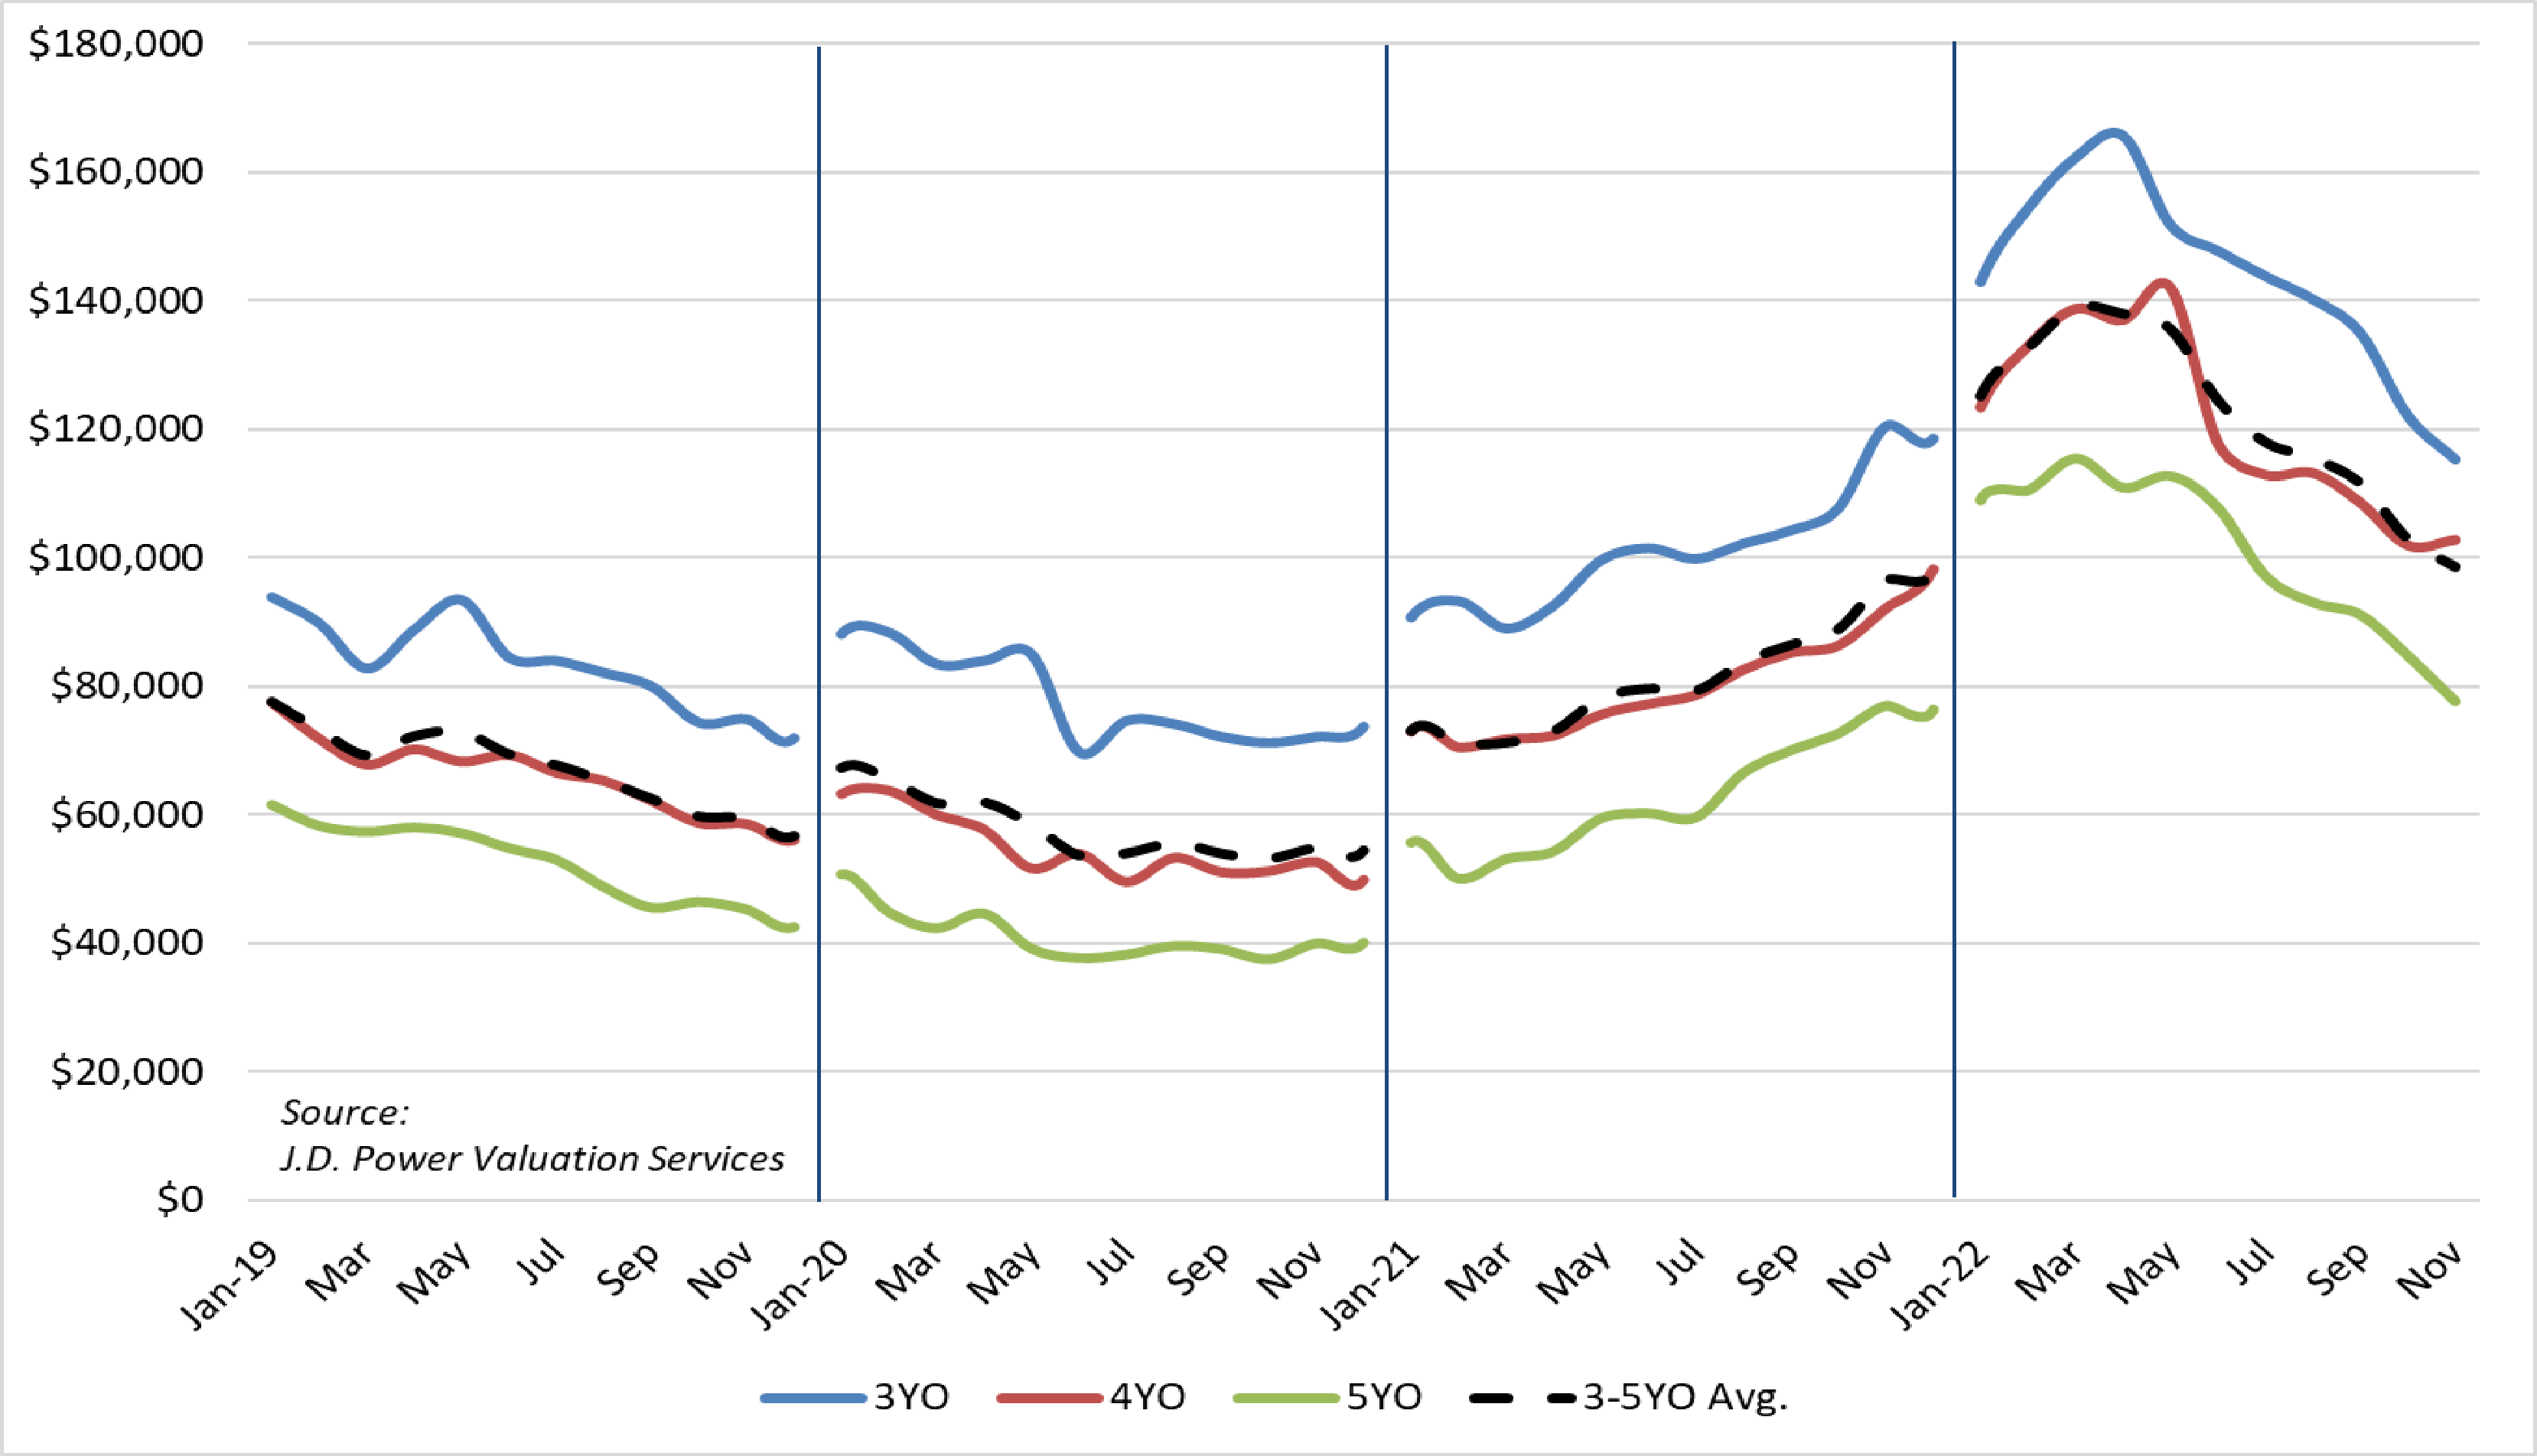 $180,000
$160,000
$140,000
$120,000
$100,000
$80,000
$60,000
$40,000
$20,000
$0
Source:
J.D. Power Valuation Services
Jan-19 Mar May Jul Sep Nov Jan-20 Mar May Jul Sep Nov Jan-21 Mar May Jul Sep Nov Jan-22 Mar May Jul Sep Nov
3YO 4YO 5YO 3-5YO Avg.